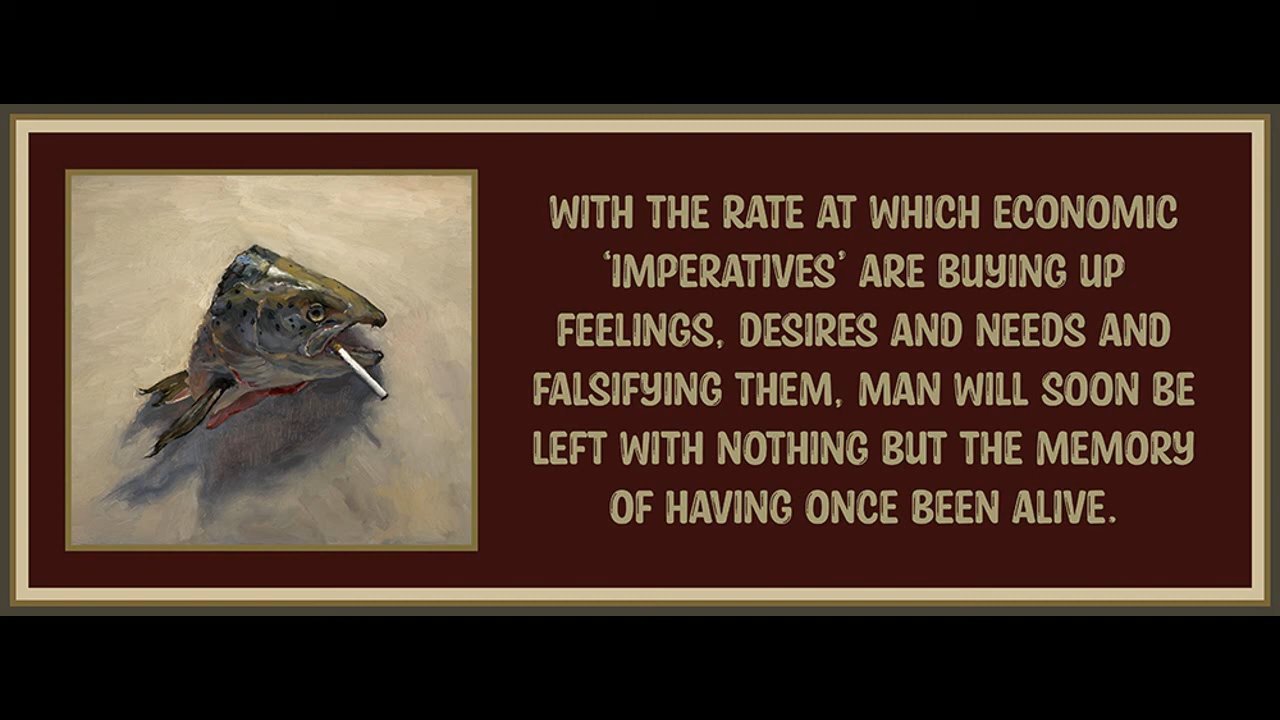 WITH THE RATE AT WHICH ECONOMIC
‘IMPERATIVES’ ARE BUYING UP
FEELINGS, DESIRES AND NEEDS AND
FALSIFYING THEM, MAN WILL SOON BE
LEFT WITH NOTHING BUT THE MEMORY
OF HAVING ONCE BEEN ALIVE.